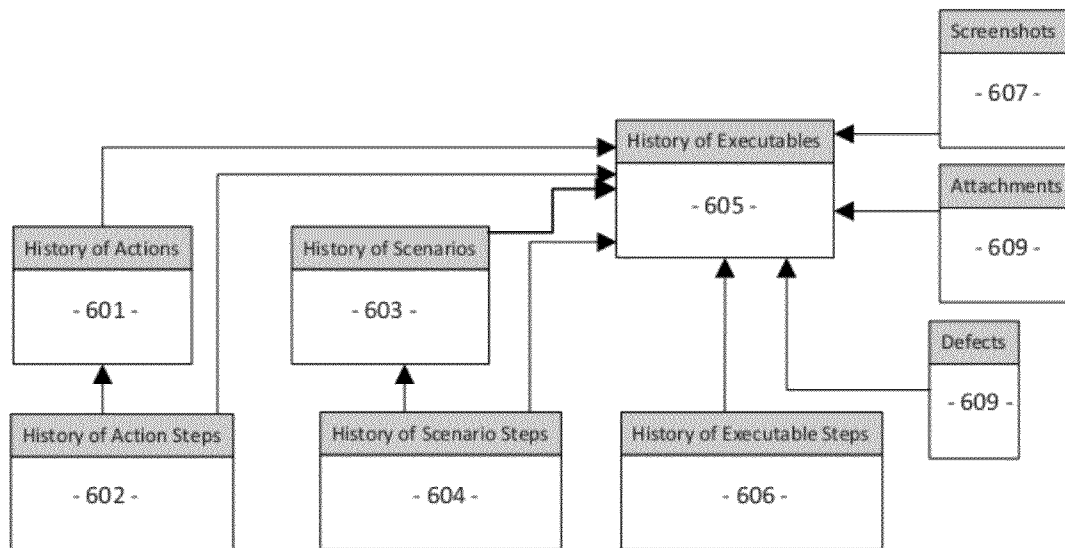 Screenshots
- 607 -
History of Executables
- 605 -
Attachments
- 609 -
History of Actions
- 601 -
History of Scenarios
- 603 -
Defects
- 609 -
History of Action Steps
- 602 -
History of Scenario Steps
- 604 -
History of Executable Steps
- 606 -